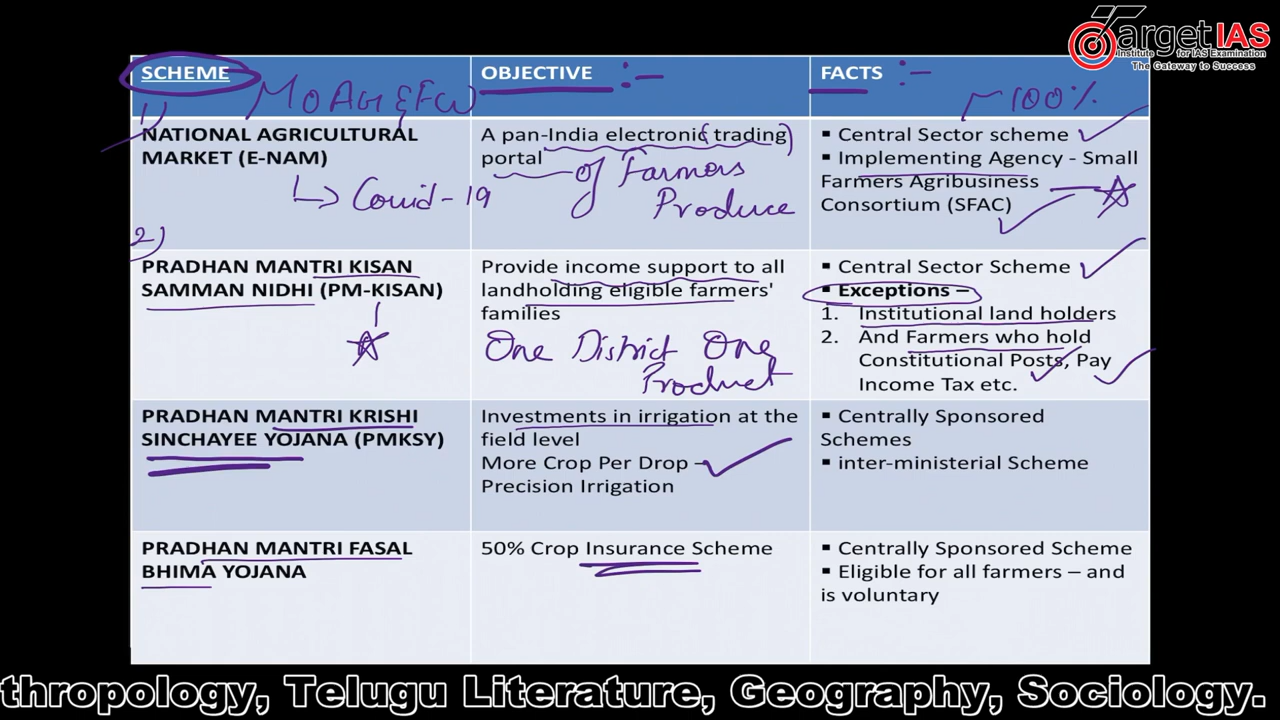 Target IAS
Institute for IAS Examination
The Gateway to Success
SCHEME
OBJECTIVE :-
FACTS :-
MoAgr & FW
~100%
1)
NATIONAL AGRICULTURAL
MARKET (E-NAM)
↳ Covid-19
A pan-India electronic (trading)
portal
of Farmers
Produce
▪ Central Sector scheme ✓
▪ Implementing Agency - Small
Farmers Agribusiness
Consortium (SFAC)
2)
PRADHAN MANTRI KISAN
SAMMAN NIDHI (PM-KISAN)
Provide income support to all
landholding eligible farmers'
families
One District One
Product
▪ Central Sector Scheme ✓
▪ Exceptions –
1. Institutional land holders
2. And Farmers who hold
Constitutional Posts, Pay
Income Tax etc.
PRADHAN MANTRI KRISHI
SINCHAYEE YOJANA (PMKSY)
Investments in irrigation at the
field level
More Crop Per Drop –
Precision Irrigation
▪ Centrally Sponsored
Schemes
▪ inter-ministerial Scheme
PRADHAN MANTRI FASAL
BHIMA YOJANA
50% Crop Insurance Scheme
▪ Centrally Sponsored Scheme
▪ Eligible for all farmers – and
is voluntary
thropology, Telugu Literature, Geography, Sociology.